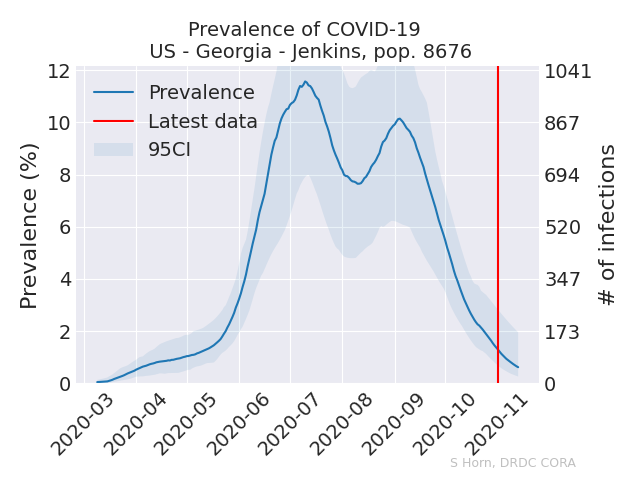 Prevalence of COVID-19
US - Georgia - Jenkins, pop. 8676
Prevalence
Latest data
95CI
Prevalence (%)
12
10
8
6
4
2
0
1041
867
694
520
347
173
0
# of infections
2020-03
2020-04
2020-05
2020-06
2020-07
2020-08
2020-09
2020-10
2020-11
S Horn, DRDC CORA